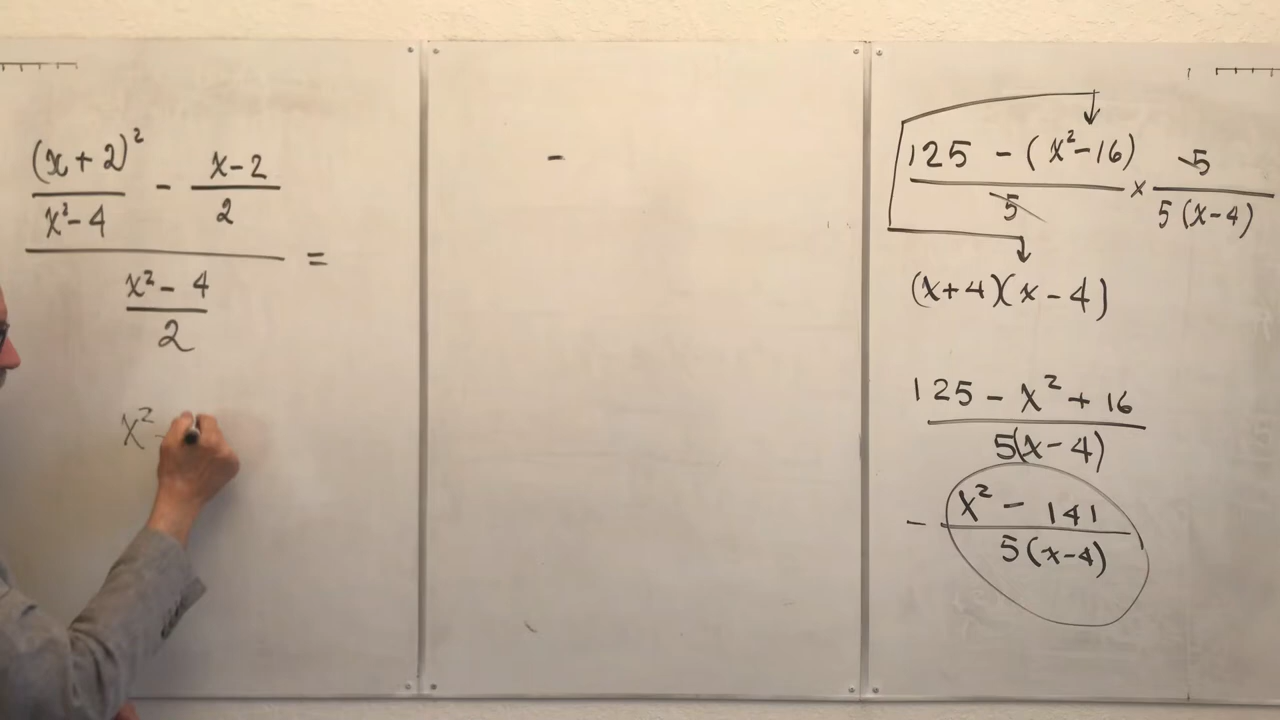 (x + 2)² / x² - 4 - x - 2 / 2
x² - 4 / 2 =
x² -
-
125 - (x² - 16) / 5 × 5 / 5 (x - 4)
(x + 4)(x - 4)
125 - x² + 16 / 5(x - 4)
- x² - 141 / 5(x - 4)